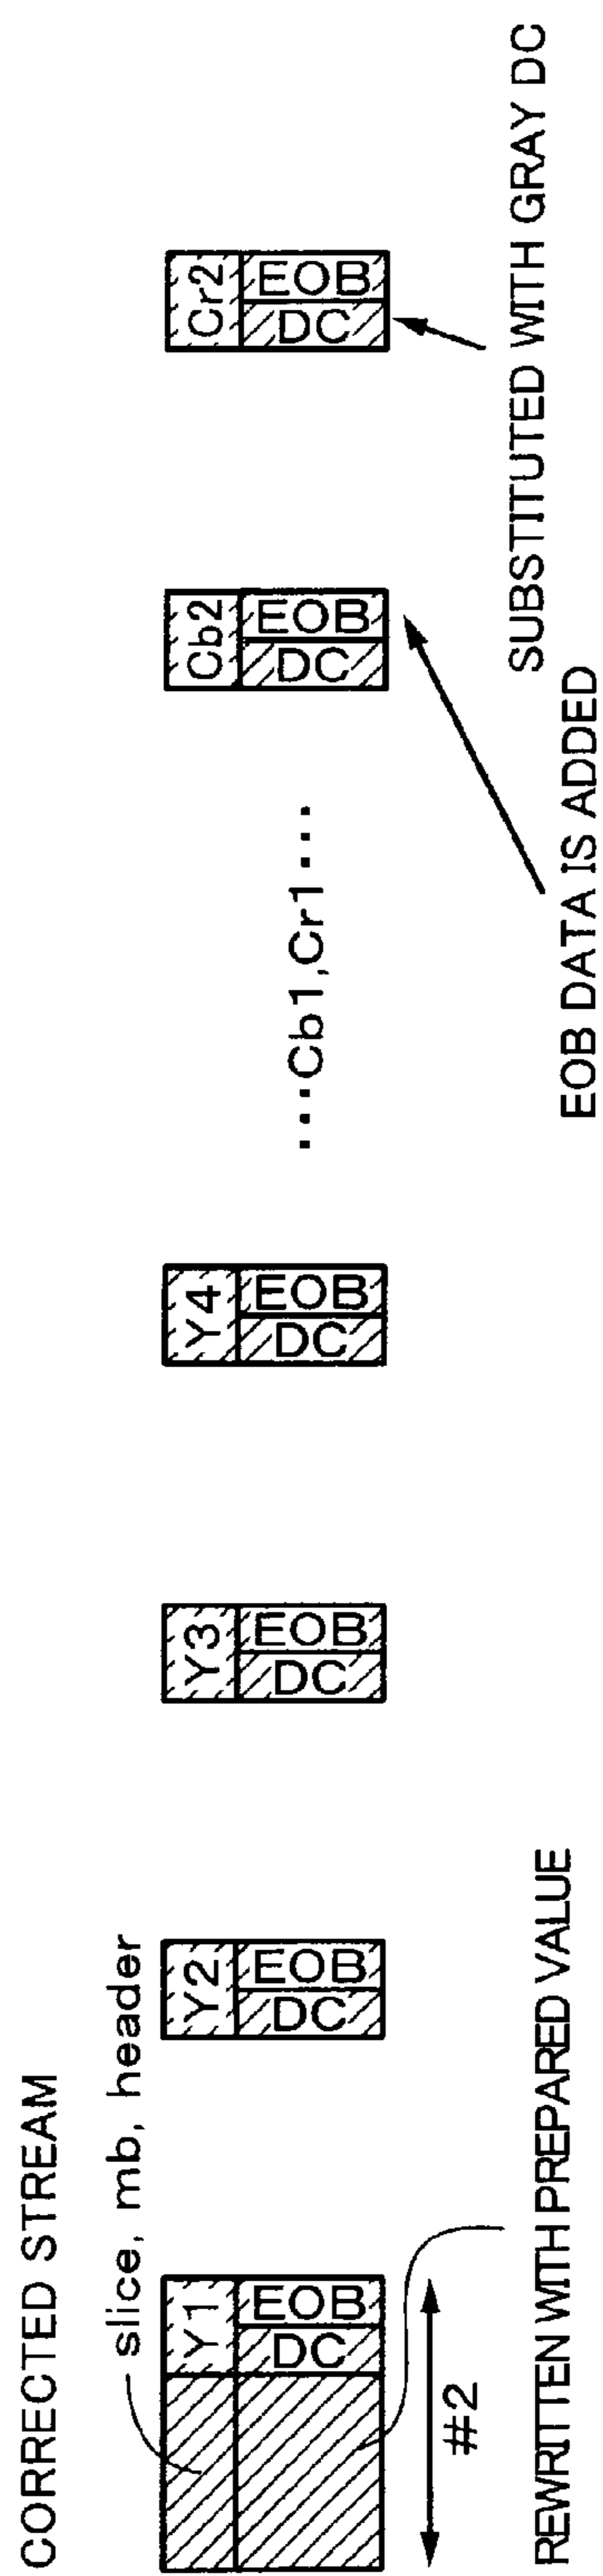 CORRECTED STREAM
slice, mb, header
Y1
DC EOB
Y2
DC EOB
Y3
DC EOB
Y4
DC EOB
···Cb1,Cr1···
Cb2
DC EOB
Cr2
DC EOB
#2
REWRITTEN WITH PREPARED VALUE
EOB DATA IS ADDED
SUBSTITUTED WITH GRAY DC